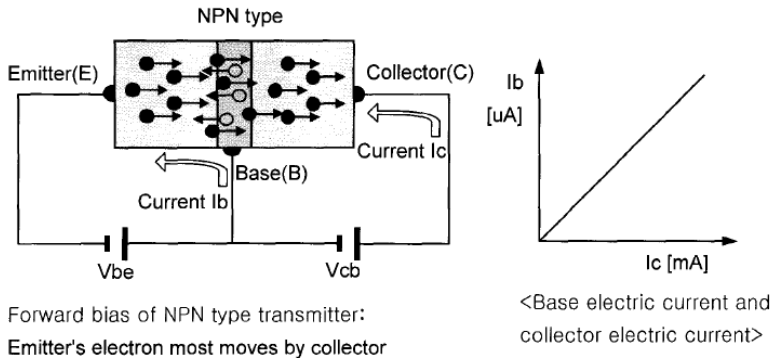 NPN type
Emitter(E)
Collector(C)
Current Ic
Base(B)
Current Ib
Vbe
Vcb
Ib
[uA]
Ic [mA]
Forward bias of NPN type transmitter:
Emitter's electron most moves by collector
<Base electric current and
collector electric current>